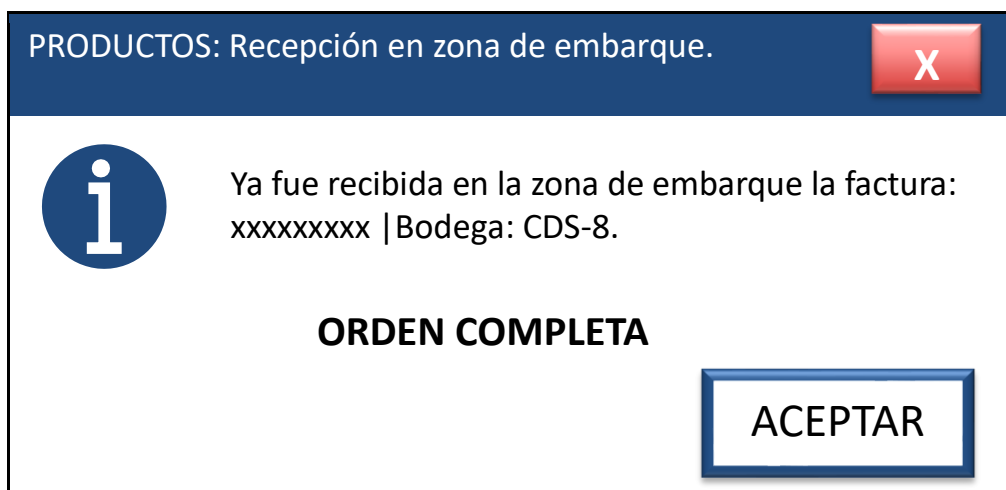 PRODUCTOS: Recepción en zona de embarque.
X
Ya fue recibida en la zona de embarque la factura:
xxxxxxxxx |Bodega: CDS-8.
ORDEN COMPLETA
ACEPTAR